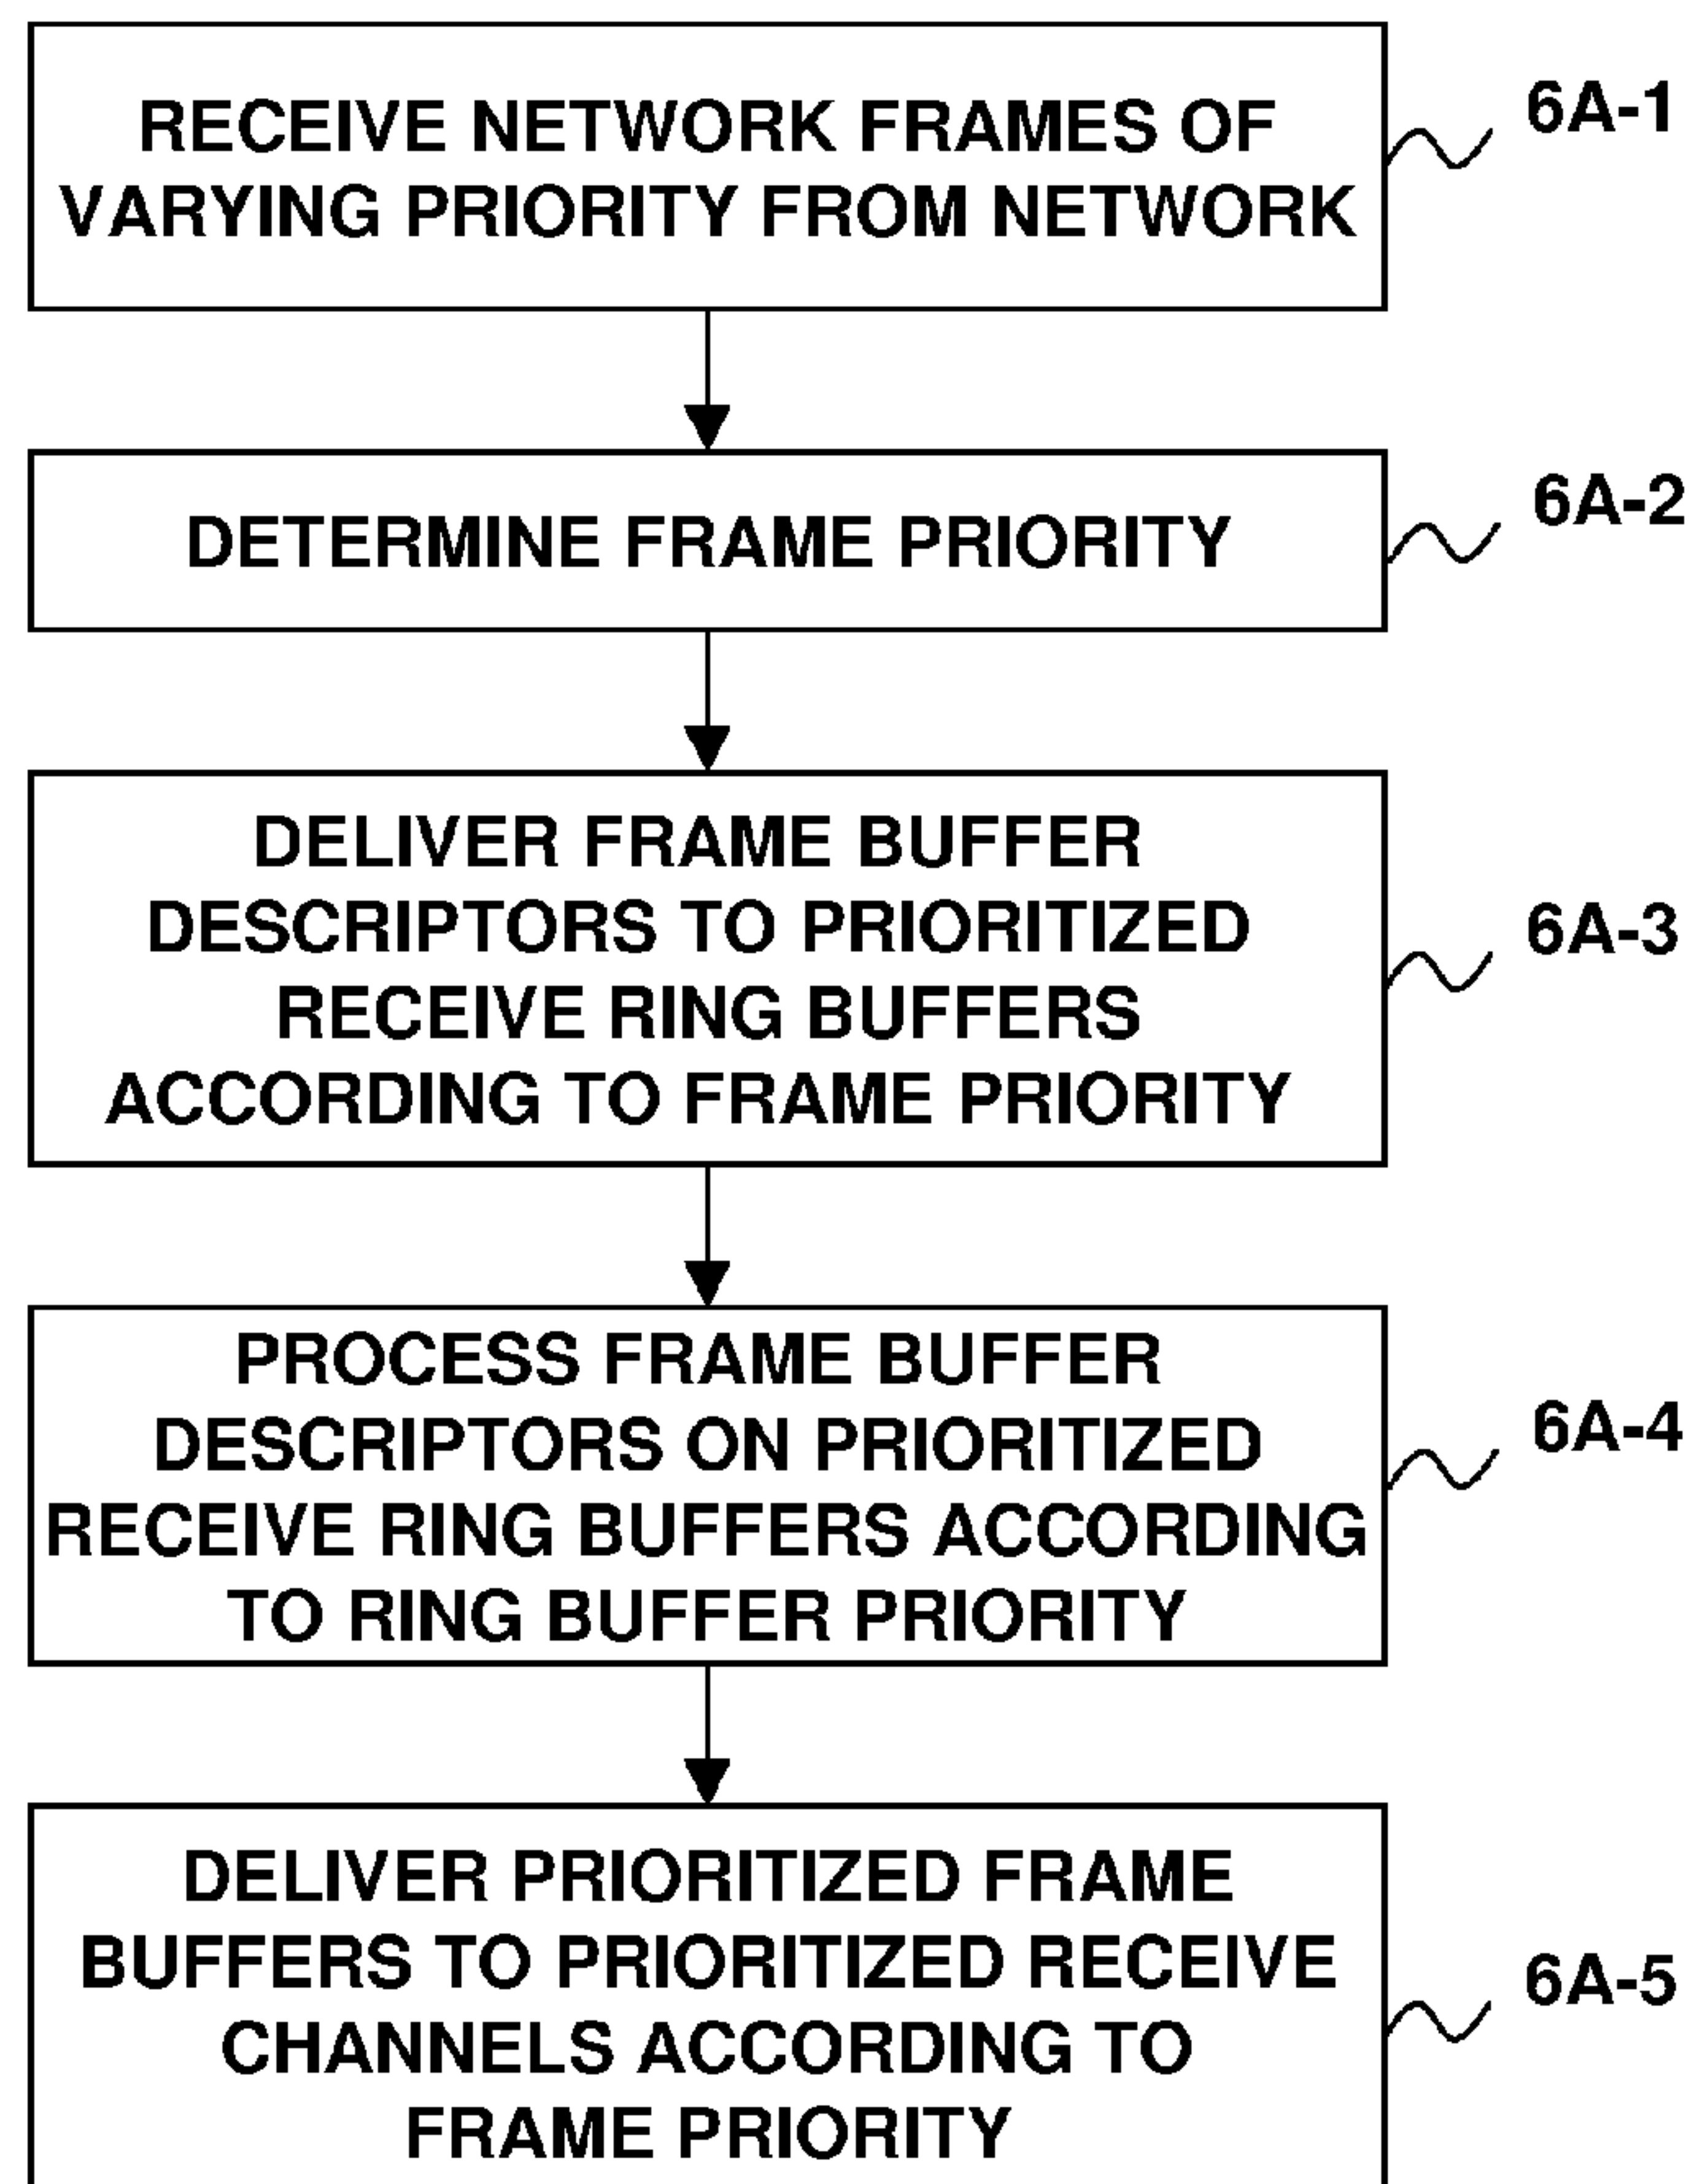 RECEIVE NETWORK FRAMES OF
VARYING PRIORITY FROM NETWORK
6A-1
DETERMINE FRAME PRIORITY
6A-2
DELIVER FRAME BUFFER
DESCRIPTORS TO PRIORITIZED
RECEIVE RING BUFFERS
ACCORDING TO FRAME PRIORITY
6A-3
PROCESS FRAME BUFFER
DESCRIPTORS ON PRIORITIZED
RECEIVE RING BUFFERS ACCORDING
TO RING BUFFER PRIORITY
6A-4
DELIVER PRIORITIZED FRAME
BUFFERS TO PRIORITIZED RECEIVE
CHANNELS ACCORDING TO
FRAME PRIORITY
6A-5